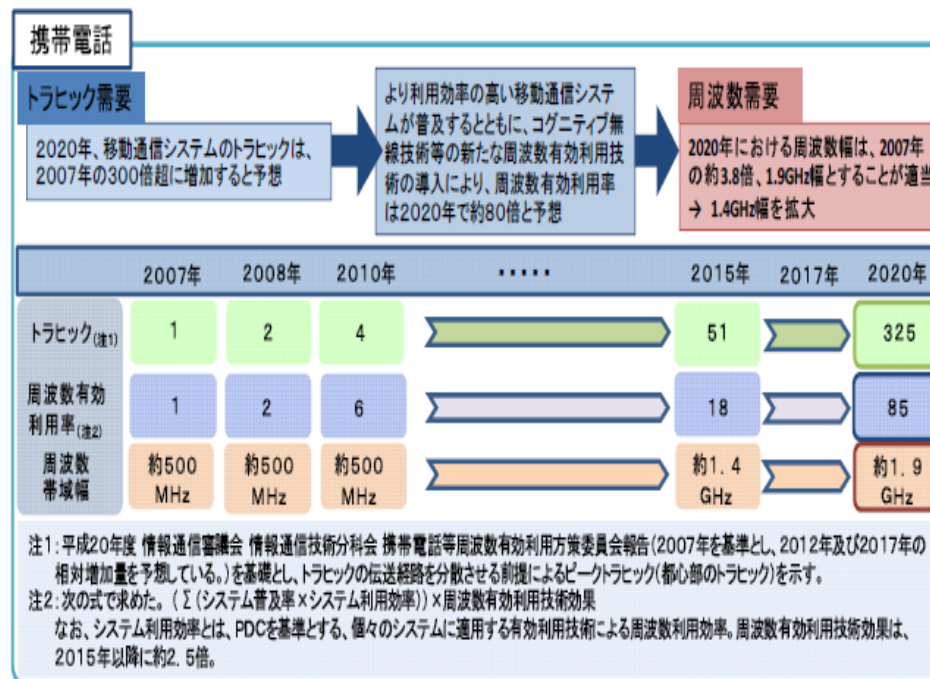 携帯電話
トラヒック需要
2020年、移動通信システムのトラヒックは、
2007年の300倍超に増加すると予想
より利用効率の高い移動通信システ
ムが普及するとともに、コグニティブ無
線技術等の新たな周波数有効利用技
術の導入により、周波数有効利用率
は2020年で約80倍と予想
周波数需要
2020年における周波数幅は、2007年
の約3.8倍、1.9GHz幅とすることが適当
→ 1.4GHz幅を拡大
2007年 2008年 2010年 ・・・・・ 2015年 2017年 2020年
トラヒック(注1) 1 2 4 51 325
周波数有効
利用率(注2) 1 2 6 18 85
周波数
帯域幅
約500
MHz
約500
MHz
約500
MHz
約1.4
GHz
約1.9
GHz
注1:平成20年度 情報通信審議会 情報通信技術分科会 携帯電話等周波数有効利用方策委員会報告(2007年を基準とし、2012年及び2017年の
相対増加量を予想している。)を基礎とし、トラヒックの伝送経路を分散させる前提によるピークトラヒック(都心部のトラヒック)を示す。
注2:次の式で求めた。(Σ(システム普及率×システム利用効率))×周波数有効利用技術効果
なお、システム利用効率とは、PDCを基準とする、個々のシステムに適用する有効利用技術による周波数利用効率。周波数有効利用技術効果は、
2015年以降に約2.5倍。